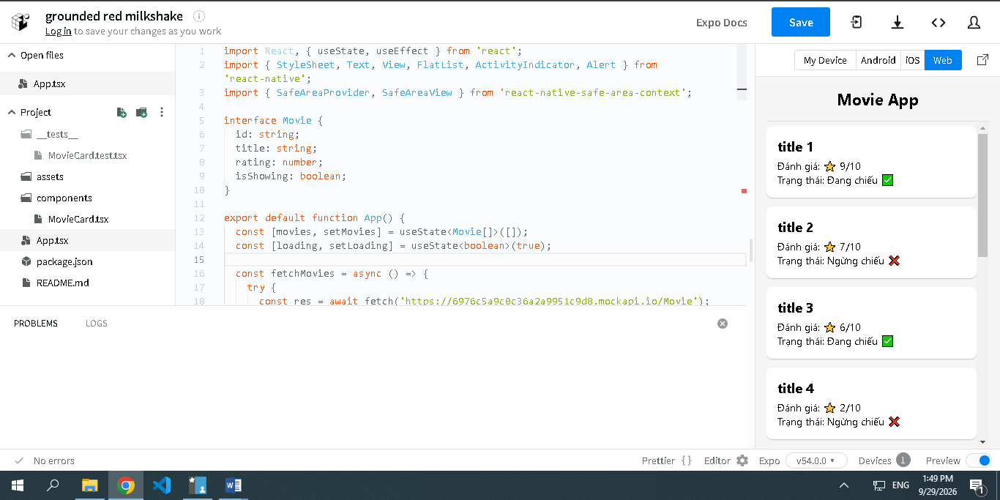 grounded red milkshake
Log in to save your changes as you work
Expo Docs
Save
Open files
App.tsx
Project
__tests__
MovieCard.test.tsx
assets
components
MovieCard.tsx
App.tsx
package.json
README.md
1 import React, { useState, useEffect } from 'react';
2 import { StyleSheet, Text, View, FlatList, ActivityIndicator, Alert } from
'react-native';
3 import { SafeAreaProvider, SafeAreaView } from 'react-native-safe-area-context';
4
5 interface Movie {
6 id: string;
7 title: string;
8 rating: number;
9 isShowing: boolean;
10 }
11
12 export default function App() {
13 const [movies, setMovies] = useState<Movie[]>([]);
14 const [loading, setLoading] = useState<boolean>(true);
15
16 const fetchMovies = async () => {
17 try {
18 const res = await fetch('https://6976c5a9c0c36a2a9951c9d8.mockapi.io/Movie');
PROBLEMS
LOGS
My Device
Android
iOS
Web
Movie App
title 1
Đánh giá: ⭐ 9/10
Trạng thái: Đang chiếu ✅
title 2
Đánh giá: ⭐ 7/10
Trạng thái: Ngừng chiếu ❌
title 3
Đánh giá: ⭐ 6/10
Trạng thái: Đang chiếu ✅
title 4
Đánh giá: ⭐ 2/10
Trạng thái: Ngừng chiếu ❌
No errors
Prettier {}
Editor
Expo
v54.0.0
Devices 1
Preview
ENG
1:49 PM
9/29/2026
1